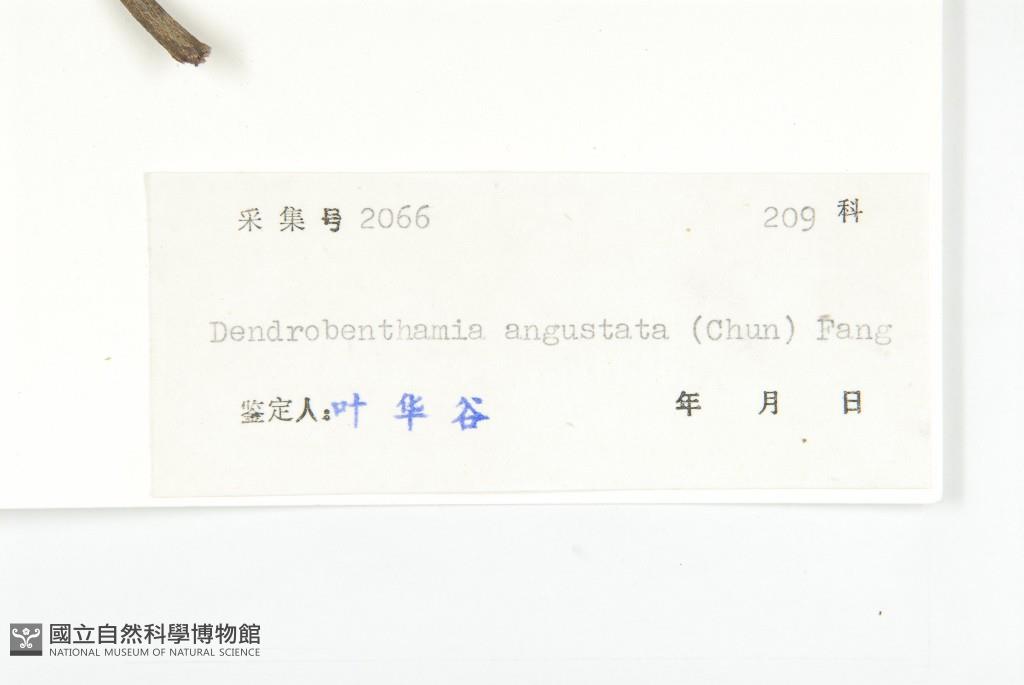 采集号 2066 209 科
Dendrobenthamia angustata (Chun) Fang
鉴定人:叶华谷 年 月 日
國立自然科學博物館
NATIONAL MUSEUM OF NATURAL SCIENCE